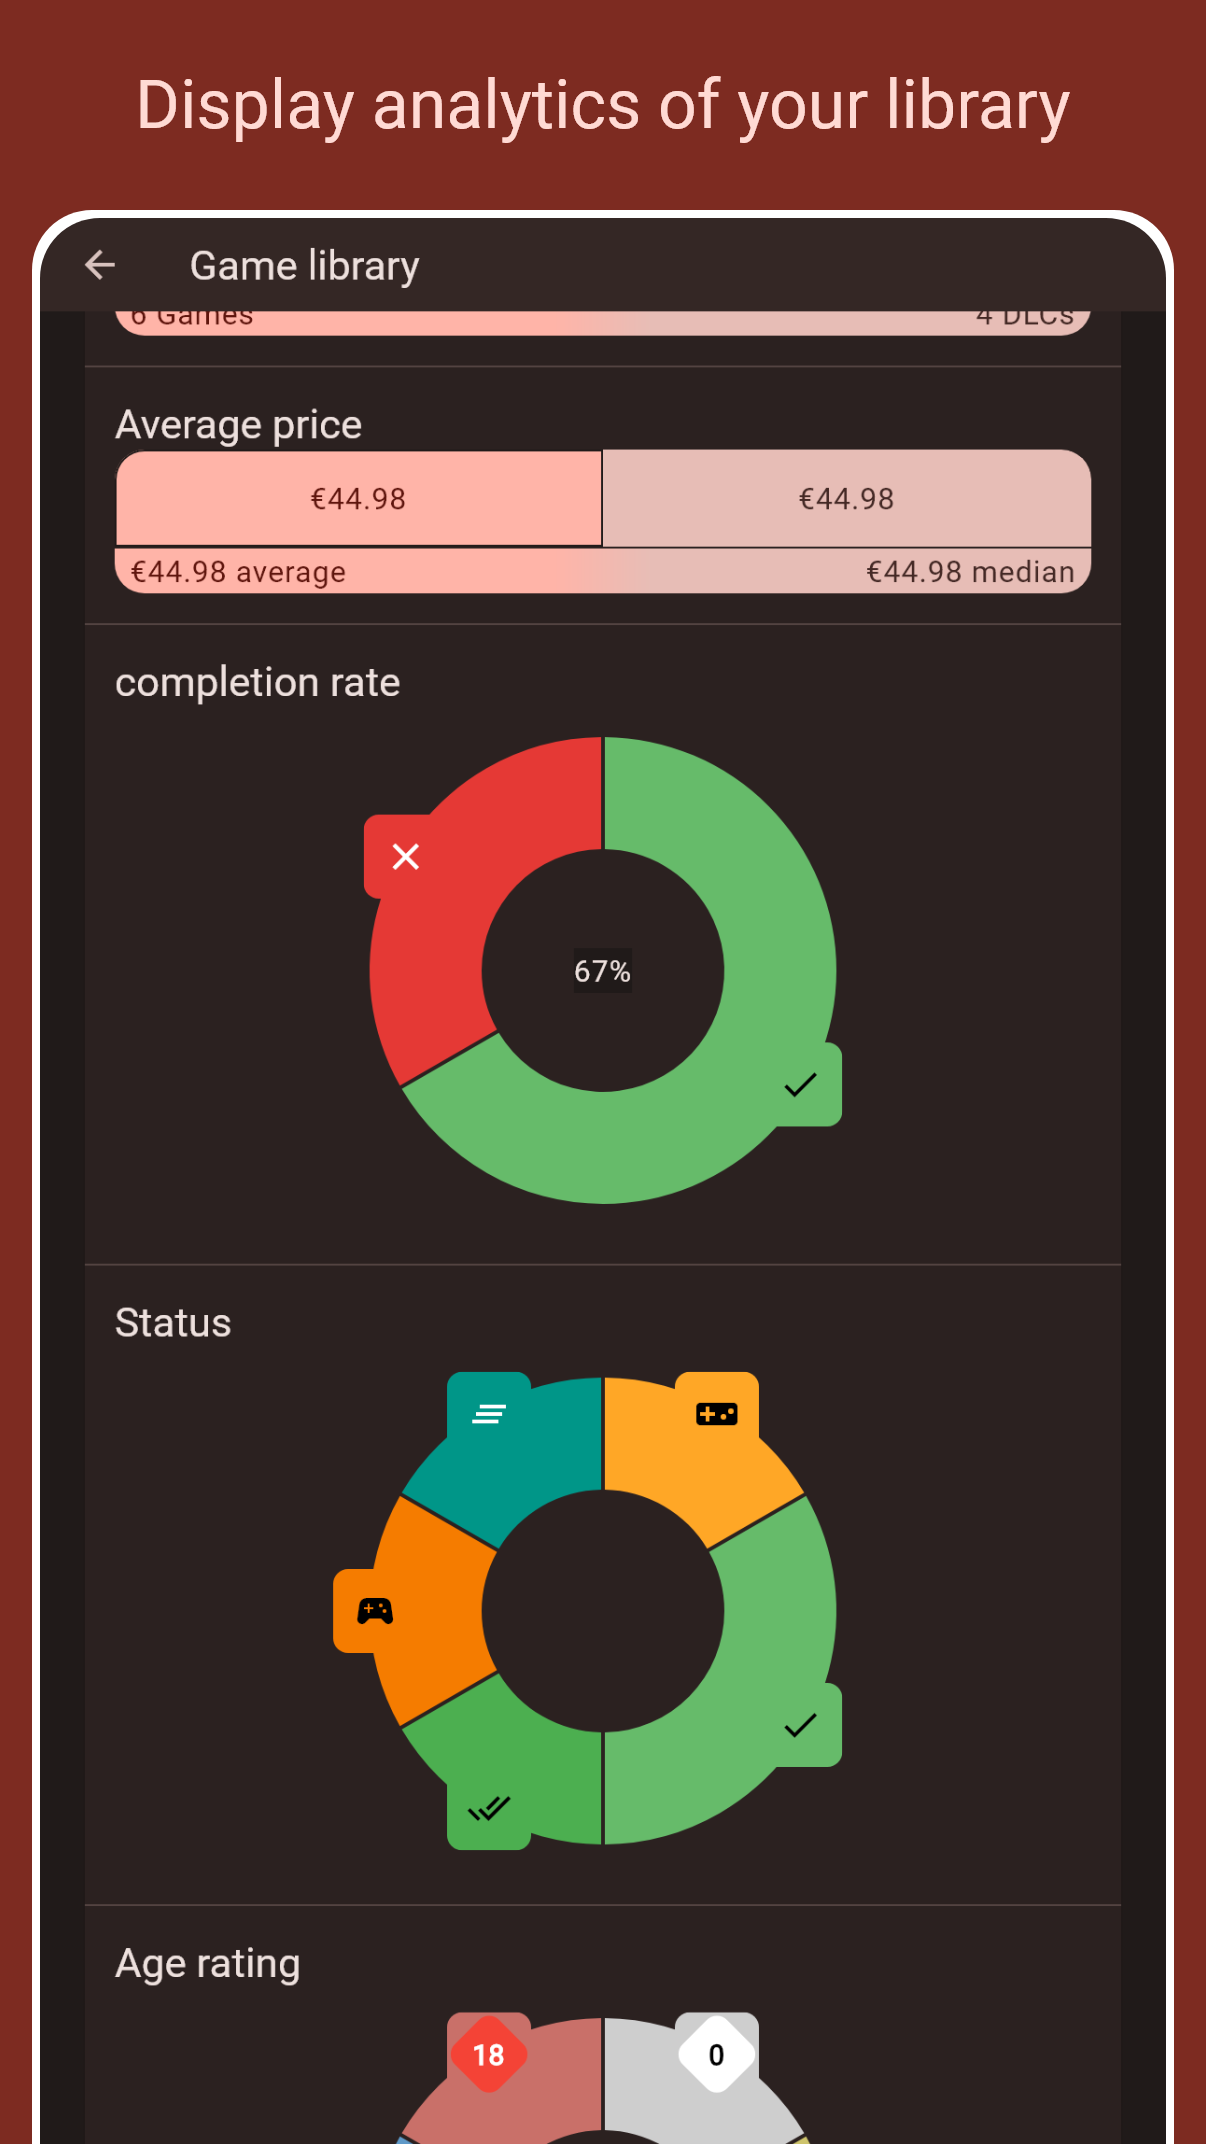 Display analytics of your library
Game library
6 Games
4 DLCs
Average price
€44.98
€44.98
€44.98 average
€44.98 median
completion rate
67%
Status
Age rating
18
0